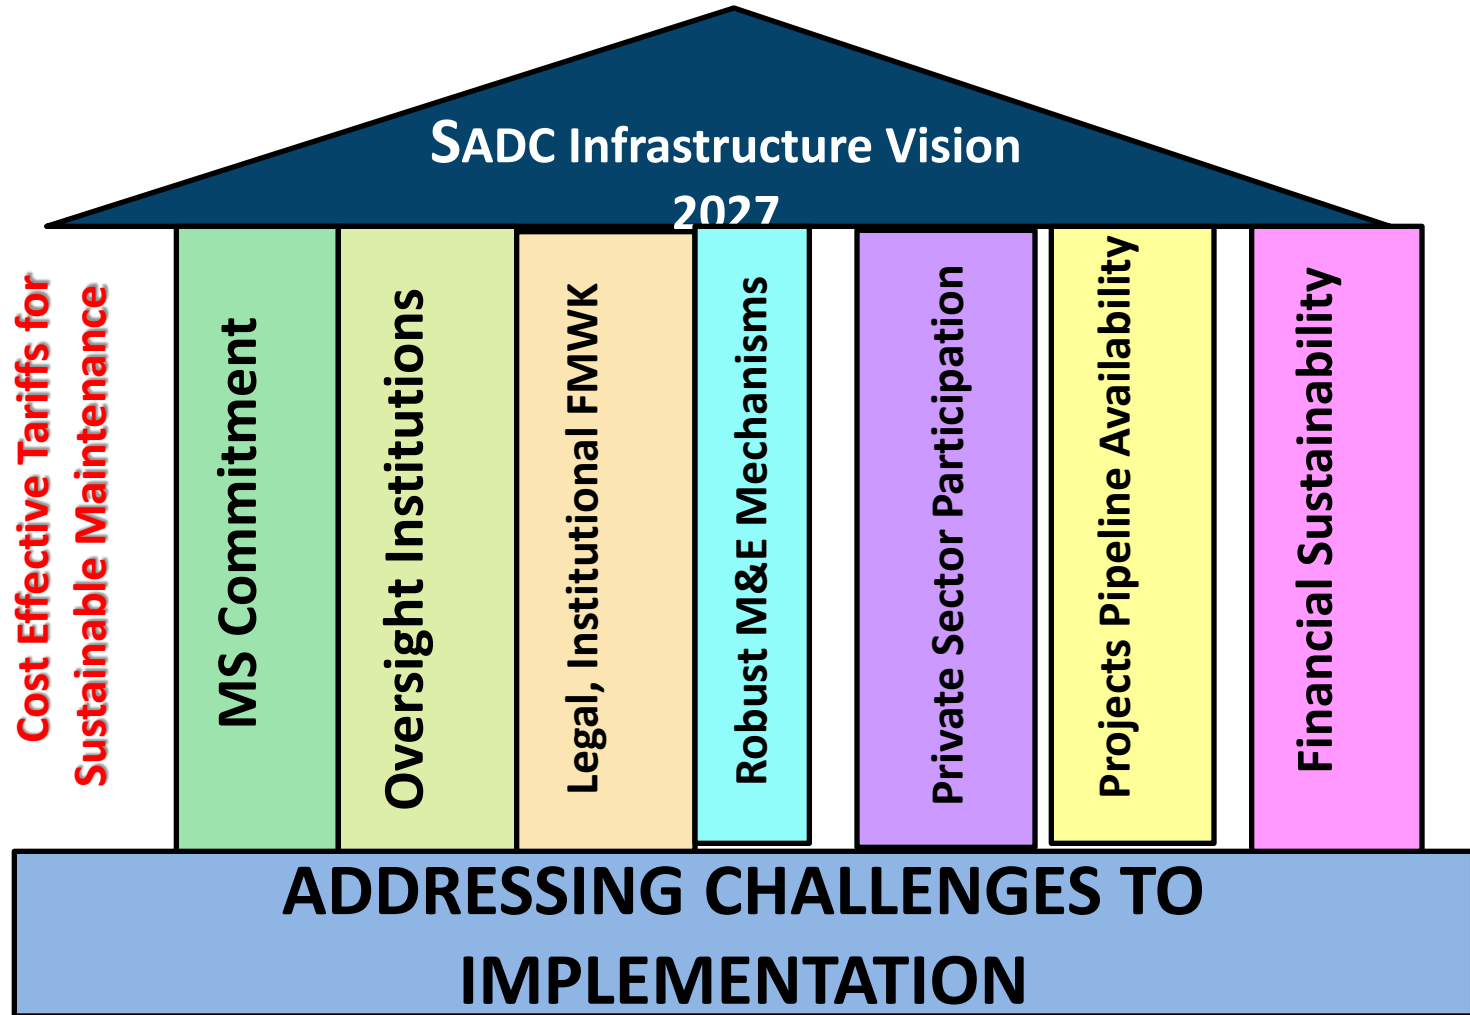 SADC Infrastructure Vision
2027
Cost Effective Tariffs for
Sustainable Maintenance
MS Commitment
Oversight Institutions
Legal, Institutional FMWK
Robust M&E Mechanisms
Private Sector Participation
Projects Pipeline Availability
Financial Sustainability
ADDRESSING CHALLENGES TO
IMPLEMENTATION